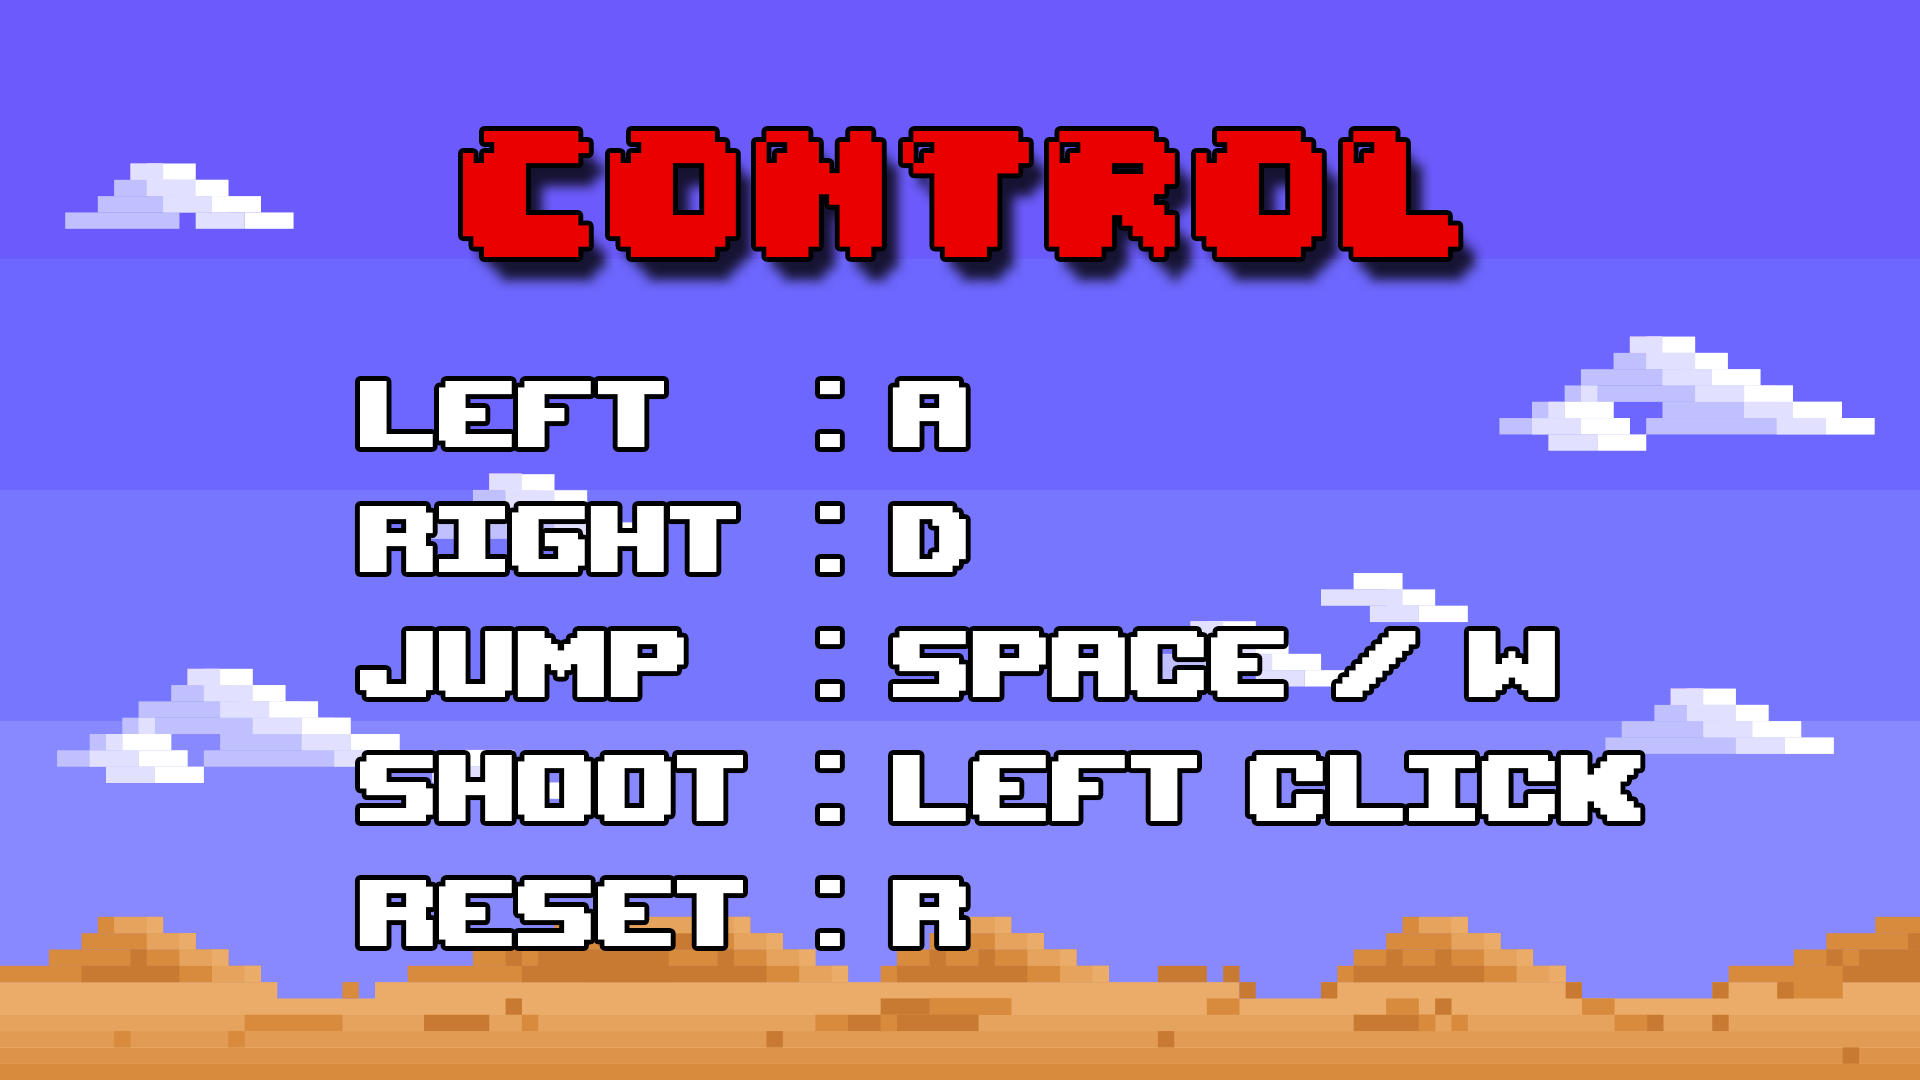 CONTROL
LEFT : A
RIGHT : D
JUMP : SPACE/ W
SHOOT : LEFT CLICK
RESET : R